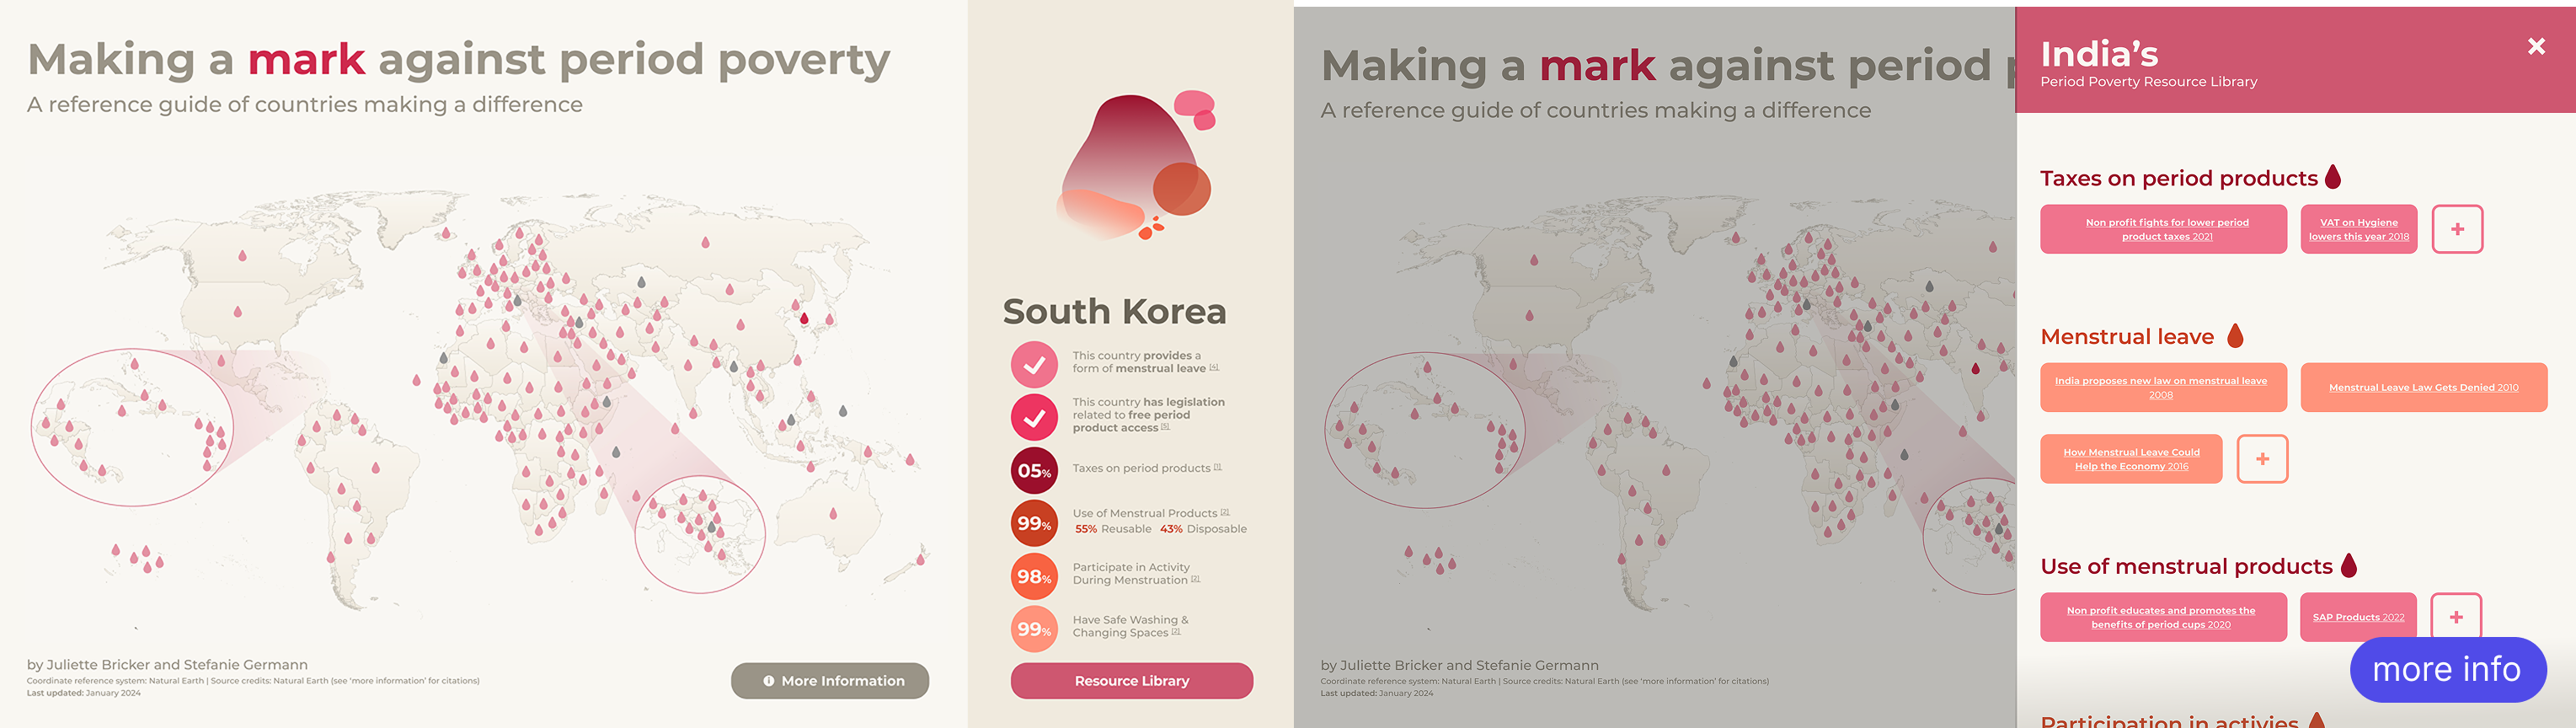 Making a mark against period poverty
A reference guide of countries making a difference
by Juliette Bricker and Stefanie Germann
Coordinate reference system: Natural Earth | Source credits: Natural Earth (see 'more information' for citations)
Last updated: January 2024
More Information
South Korea
This country provides a
form of menstrual leave [4]
This country has legislation
related to free period
product access [5]
05%
Taxes on period products [1]
99%
Use of Menstrual Products [2]
55% Reusable 43% Disposable
98%
Participate in Activity
During Menstruation [2]
99%
Have Safe Washing &
Changing Spaces [2]
Resource Library
Making a mark against period
A reference guide of countries making a difference
by Juliette Bricker and Stefanie Germann
Coordinate reference system: Natural Earth | Source credits: Natural Earth (see 'more information' for citations)
Last updated: January 2024
India's
Period Poverty Resource Library
Taxes on period products
Non profit fights for lower period
product taxes 2021
VAT on Hygiene
lowers this year 2018
+
Menstrual leave
India proposes new law on menstrual leave
2008
Menstrual Leave Law Gets Denied 2010
How Menstrual Leave Could
Help the Economy 2016
+
Use of menstrual products
Non profit educates and promotes the
benefits of period cups 2020
SAP Products 2022
+
more info
Participation in activies